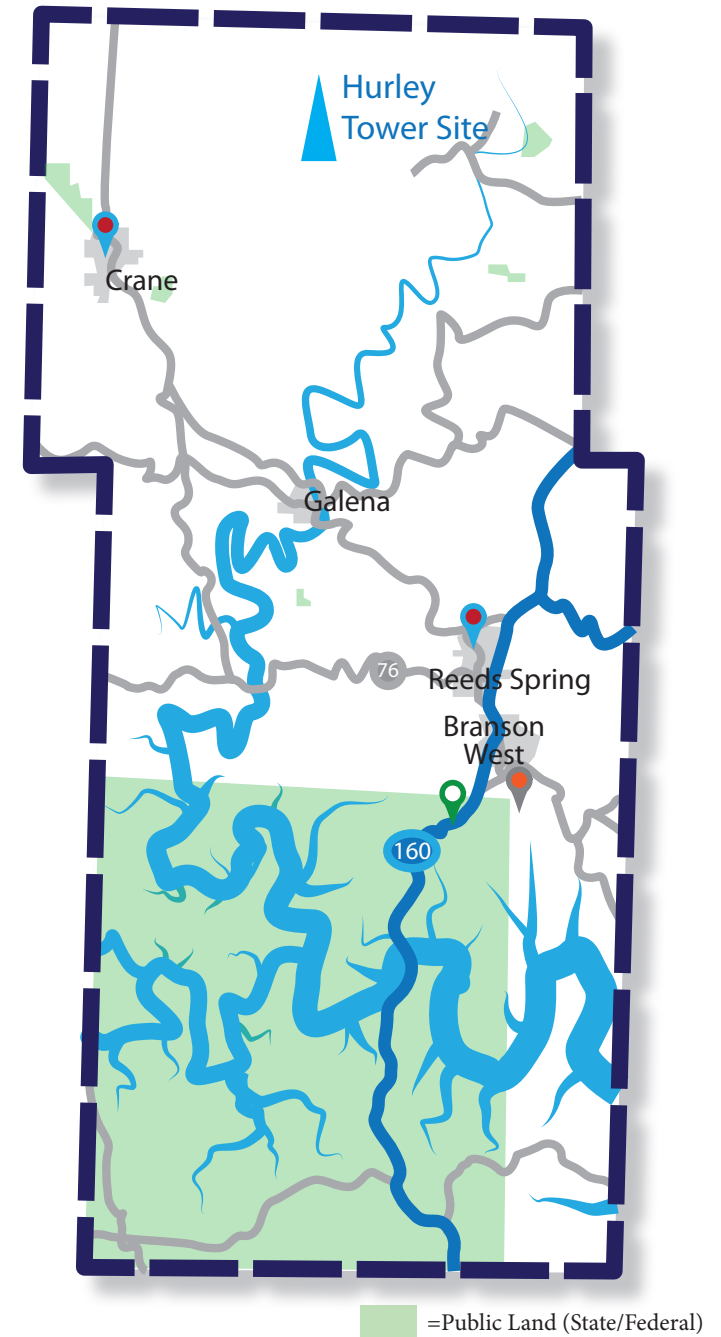 Hurley
Tower Site
Crane
Galena
76
Reeds Spring
Branson
West
160
=Public Land (State/Federal)